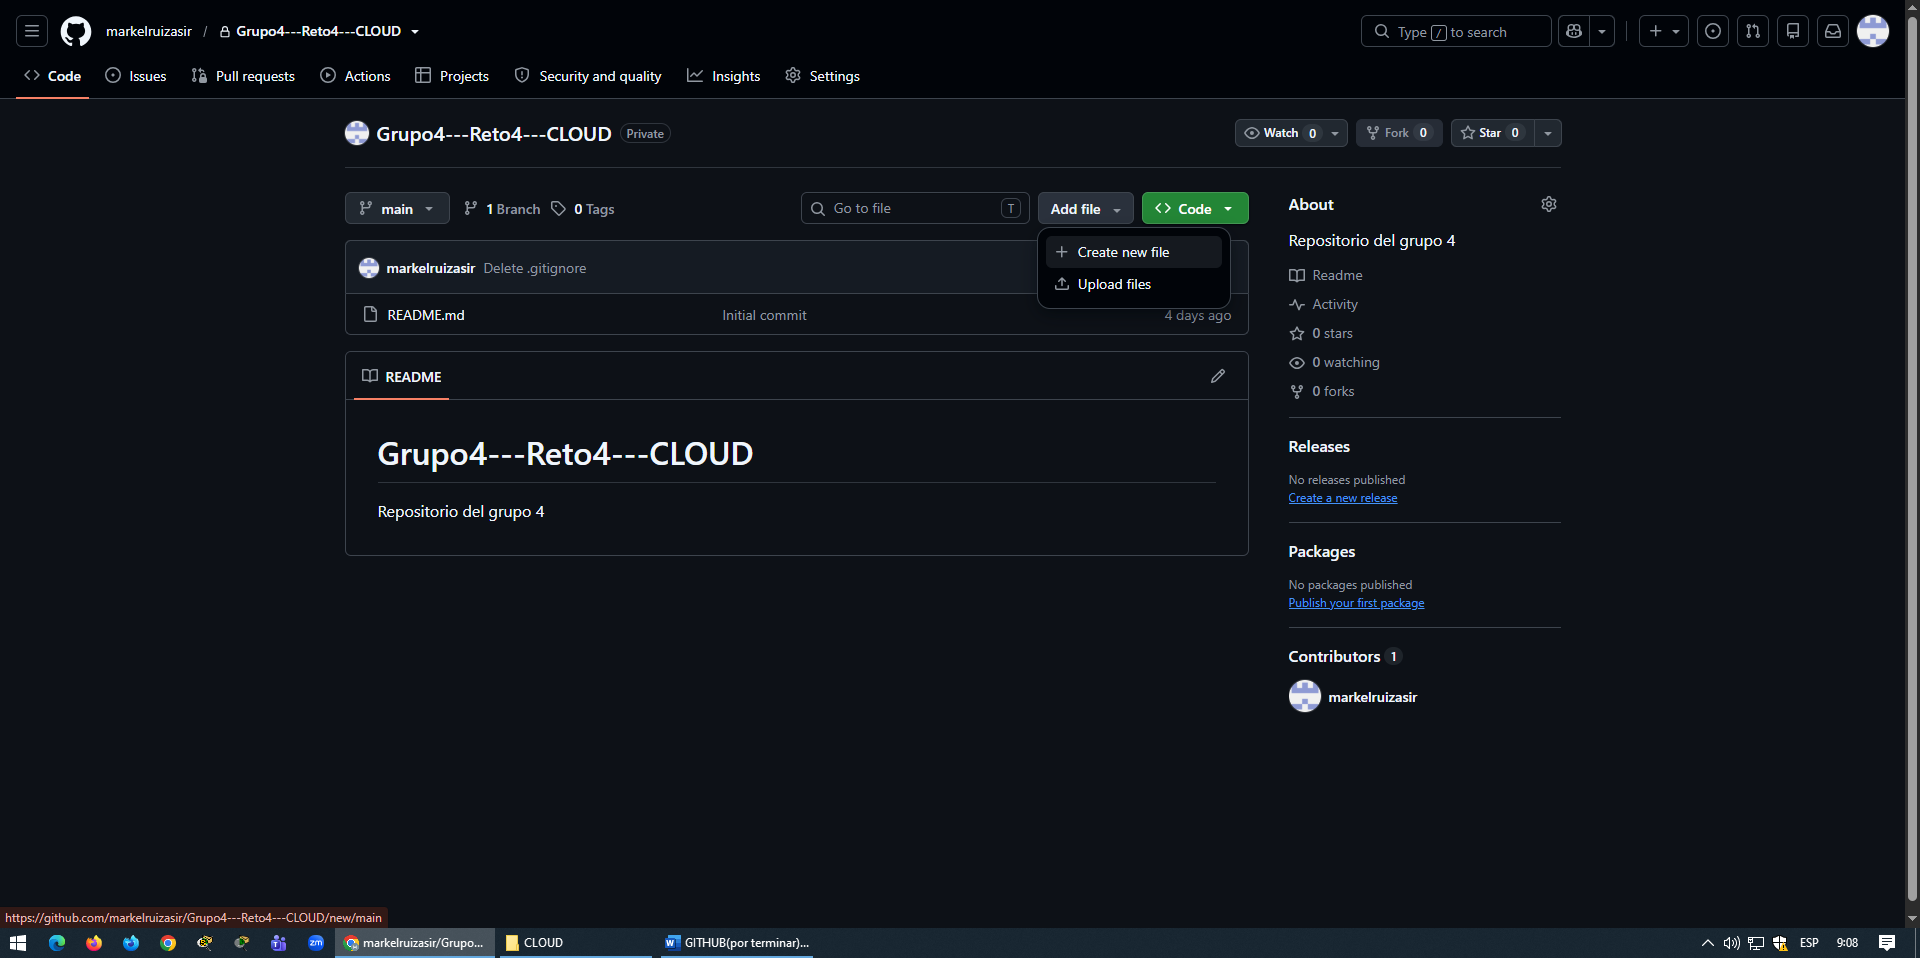 markelruizasir / Grupo4---Reto4---CLOUD
Type / to search
Code Issues Pull requests Actions Projects Security and quality Insights Settings
Grupo4---Reto4---CLOUD Private
Watch 0 Fork 0 Star 0
main 1 Branch 0 Tags
Go to file T Add file Code
Create new file
Upload files
markelruizasir Delete .gitignore
README.md Initial commit 4 days ago
README
Grupo4---Reto4---CLOUD
Repositorio del grupo 4
About
Repositorio del grupo 4
Readme
Activity
0 stars
0 watching
0 forks
Releases
No releases published
Create a new release
Packages
No packages published
Publish your first package
Contributors 1
markelruizasir
https://github.com/markelruizasir/Grupo4---Reto4---CLOUD/new/main
zm markelruizasir/Grupo... CLOUD W GITHUB(por terminar)... ESP 9:08